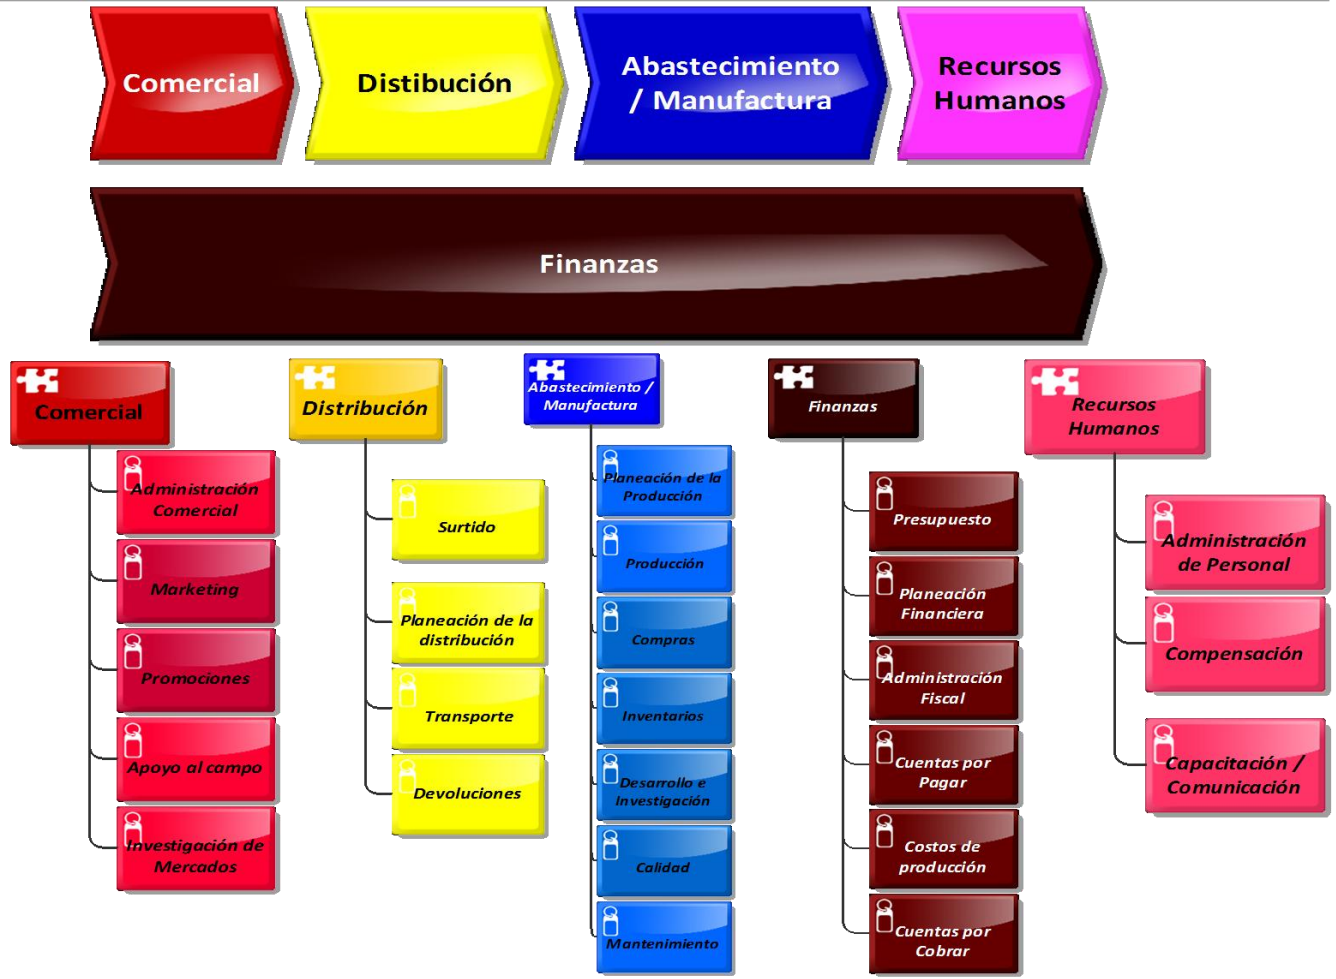 Comercial
Distibución
Abastecimiento
/ Manufactura
Recursos
Humanos
Finanzas
Comercial
Administración
Comercial
Marketing
Promociones
Apoyo al campo
Investigación de
Mercados
Distribución
Surtido
Planeación de la
distribución
Transporte
Devoluciones
Abastecimiento /
Manufactura
Planeación de la
Producción
Producción
Compras
Inventarios
Desarrollo e
Investigación
Calidad
Mantenimiento
Finanzas
Presupuesto
Planeación
Financiera
Administración
Fiscal
Cuentas por
Pagar
Costos de
producción
Cuentas por
Cobrar
Recursos
Humanos
Administración
de Personal
Compensación
Capacitación /
Comunicación